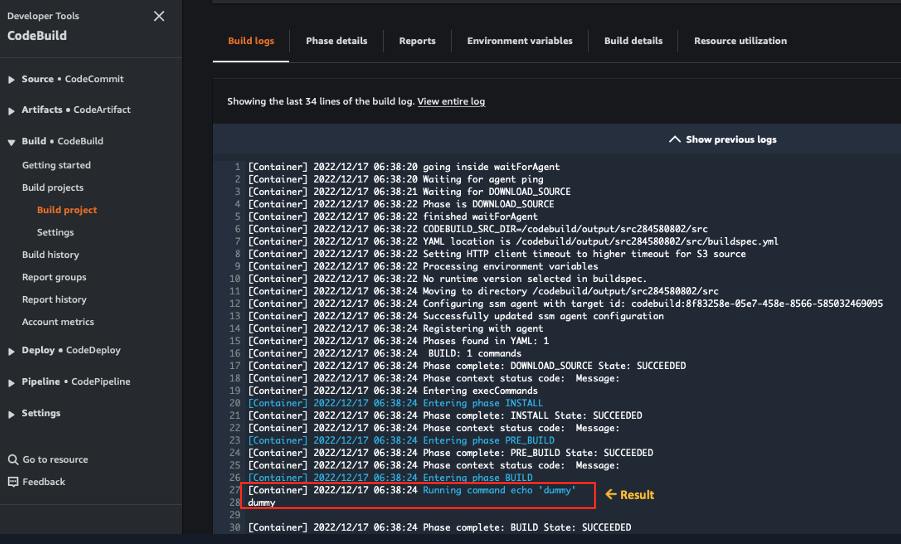 Developer Tools
CodeBuild
Source • CodeCommit
Artifacts • CodeArtifact
Build • CodeBuild
Getting started
Build projects
Build project
Settings
Build history
Report groups
Report history
Account metrics
Deploy • CodeDeploy
Pipeline • CodePipeline
Settings
Go to resource
Feedback
Build logs Phase details Reports Environment variables Build details Resource utilization
Showing the last 34 lines of the build log. View entire log
Show previous logs
1 [Container] 2022/12/17 06:38:20 going inside waitForAgent
2 [Container] 2022/12/17 06:38:20 Waiting for agent ping
3 [Container] 2022/12/17 06:38:21 Waiting for DOWNLOAD_SOURCE
4 [Container] 2022/12/17 06:38:22 Phase is DOWNLOAD_SOURCE
5 [Container] 2022/12/17 06:38:22 finished waitForAgent
6 [Container] 2022/12/17 06:38:22 CODEBUILD_SRC_DIR=/codebuild/output/src284580802/src
7 [Container] 2022/12/17 06:38:22 YAML location is /codebuild/output/src284580802/src/buildspec.yml
8 [Container] 2022/12/17 06:38:22 Setting HTTP client timeout to higher timeout for S3 source
9 [Container] 2022/12/17 06:38:22 Processing environment variables
10 [Container] 2022/12/17 06:38:22 No runtime version selected in buildspec.
11 [Container] 2022/12/17 06:38:24 Moving to directory /codebuild/output/src284580802/src
12 [Container] 2022/12/17 06:38:24 Configuring ssm agent with target id: codebuild:8f83258e-05e7-458e-8566-585032469095
13 [Container] 2022/12/17 06:38:24 Successfully updated ssm agent configuration
14 [Container] 2022/12/17 06:38:24 Registering with agent
15 [Container] 2022/12/17 06:38:24 Phases found in YAML: 1
16 [Container] 2022/12/17 06:38:24 BUILD: 1 commands
17 [Container] 2022/12/17 06:38:24 Phase complete: DOWNLOAD_SOURCE State: SUCCEEDED
18 [Container] 2022/12/17 06:38:24 Phase context status code: Message:
19 [Container] 2022/12/17 06:38:24 Entering execCommands
20 [Container] 2022/12/17 06:38:24 Entering phase INSTALL
21 [Container] 2022/12/17 06:38:24 Phase complete: INSTALL State: SUCCEEDED
22 [Container] 2022/12/17 06:38:24 Phase context status code: Message:
23 [Container] 2022/12/17 06:38:24 Entering phase PRE_BUILD
24 [Container] 2022/12/17 06:38:24 Phase complete: PRE_BUILD State: SUCCEEDED
25 [Container] 2022/12/17 06:38:24 Phase context status code: Message:
26 [Container] 2022/12/17 06:38:24 Entering phase BUILD
27 [Container] 2022/12/17 06:38:24 Running command echo 'dummy'
← Result
28 dummy
29
30 [Container] 2022/12/17 06:38:24 Phase complete: BUILD State: SUCCEEDED